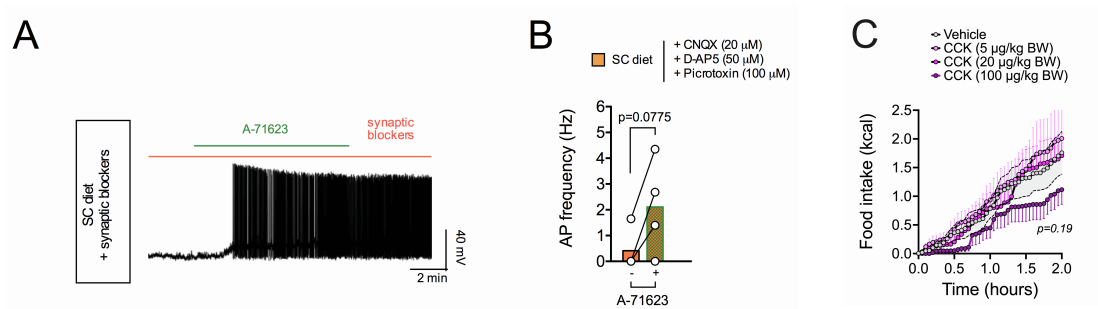 A
A-71623
synaptic
blockers
SC diet
+ synaptic blockers
40 mV
2 min
B
SC diet
+ CNQX (20 µM)
+ D-AP5 (50 µM)
+ Picrotoxin (100 µM)
p=0.0775
AP frequency (Hz)
6
5
4
3
2
1
0
- +
A-71623
C
Vehicle
CCK (5 µg/kg BW)
CCK (20 µg/kg BW)
CCK (100 µg/kg BW)
Food intake (kcal)
2.5
2.0
1.5
1.0
0.5
0.0
p=0.19
0.0 0.5 1.0 1.5 2.0
Time (hours)